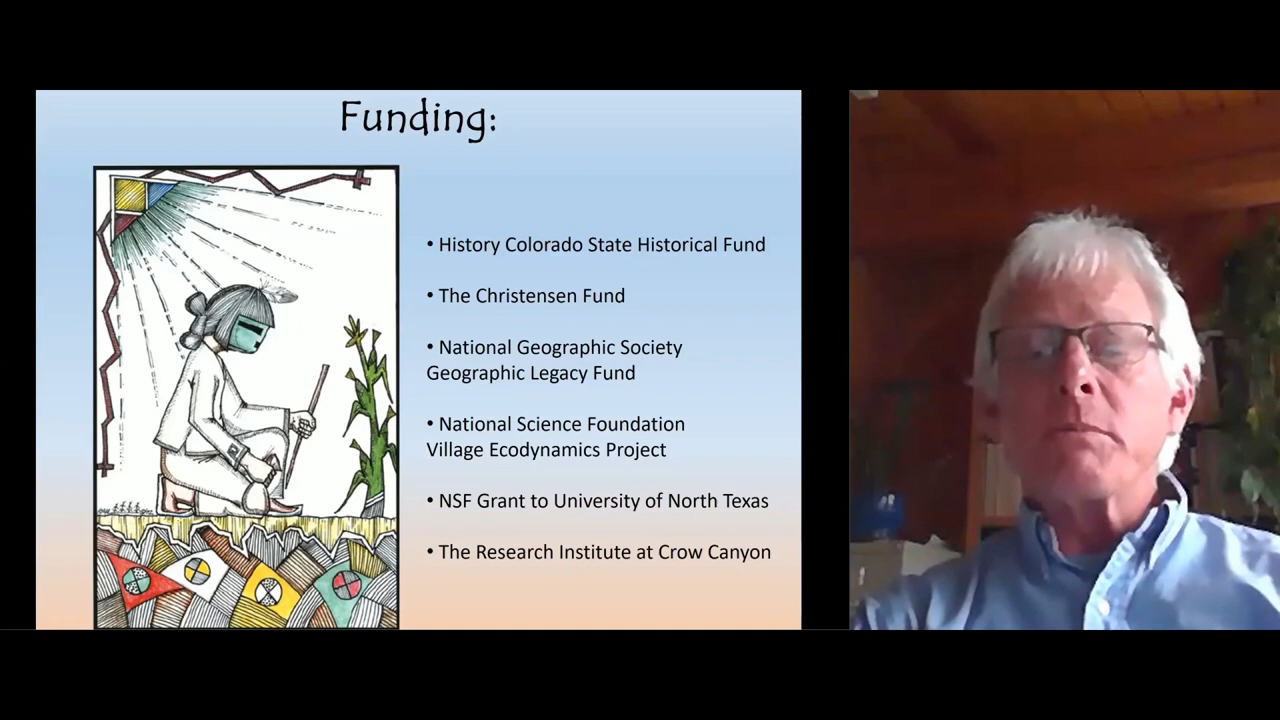 Funding:
• History Colorado State Historical Fund
• The Christensen Fund
• National Geographic Society
Geographic Legacy Fund
• National Science Foundation
Village Ecodynamics Project
• NSF Grant to University of North Texas
• The Research Institute at Crow Canyon